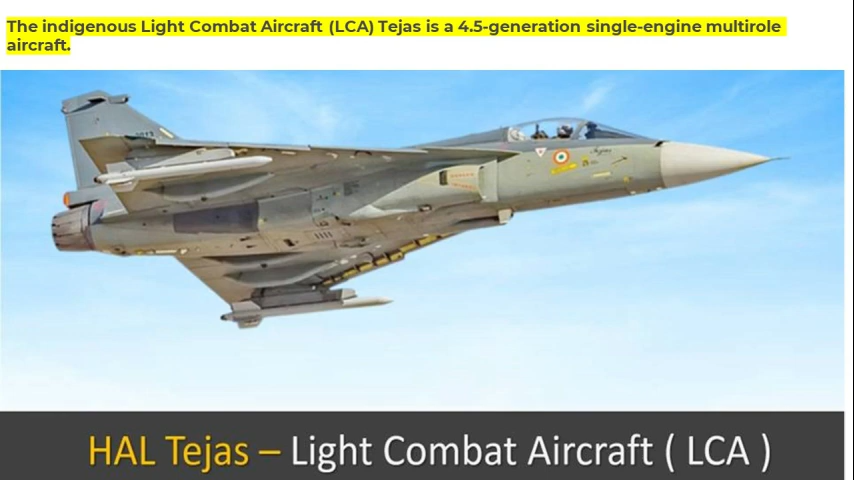 The indigenous Light Combat Aircraft (LCA) Tejas is a 4.5-generation single-engine multirole
aircraft.
HAL Tejas – Light Combat Aircraft ( LCA )